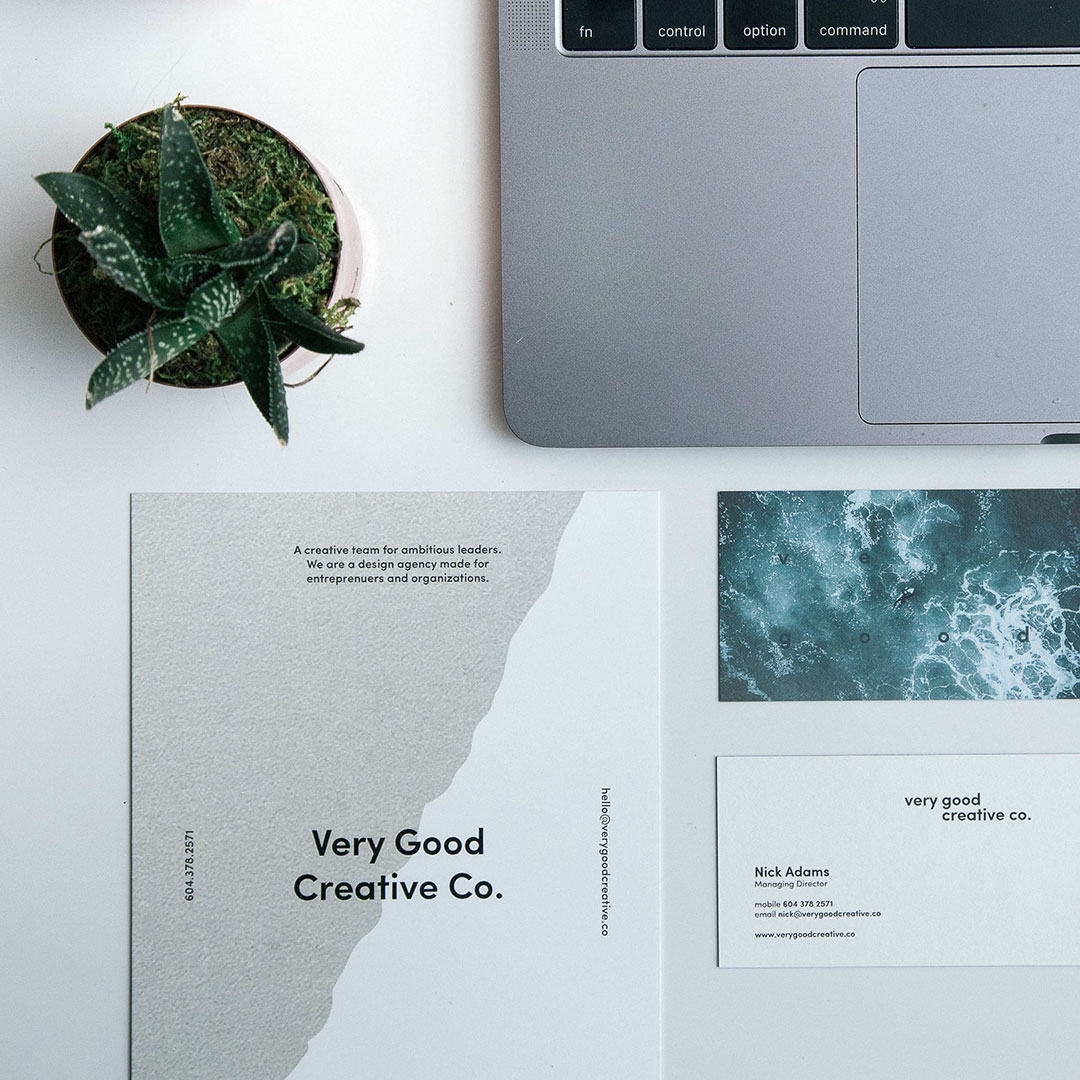 fn
control
option
command
A creative team for ambitious leaders.
We are a design agency made for
entreprenuers and organizations.
604.378.2571
Very Good
Creative Co.
hello@verygoodcreative.co
v e r
g o o d
very good
creative co.
Nick Adams
Managing Director
mobile 604 378 2571
email nick@verygoodcreative.co
www.verygoodcreative.co